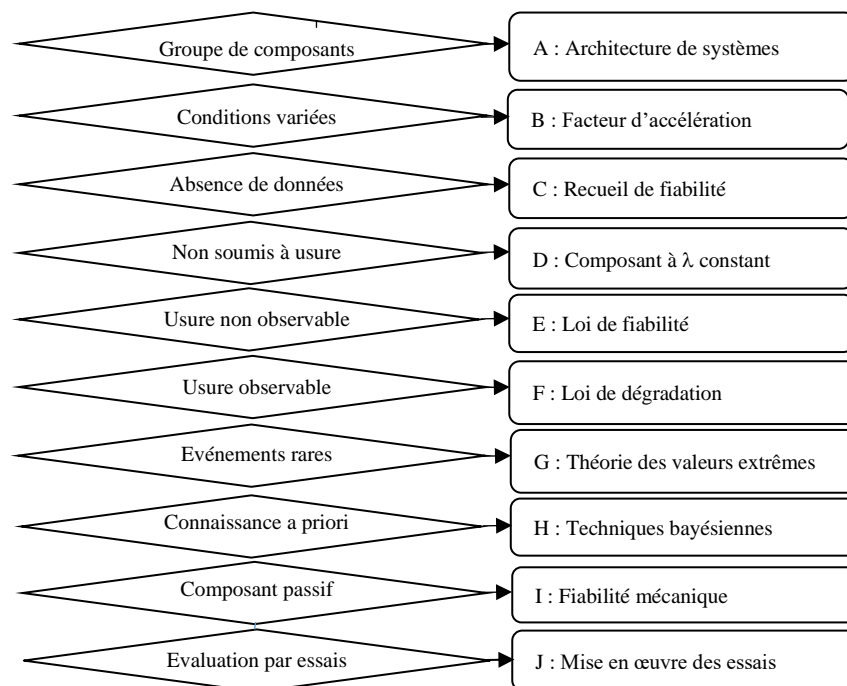 Groupe de composants
A : Architecture de systèmes
Conditions variées
B : Facteur d’accélération
Absence de données
C : Recueil de fiabilité
Non soumis à usure
D : Composant à λ constant
Usure non observable
E : Loi de fiabilité
Usure observable
F : Loi de dégradation
Evénements rares
G : Théorie des valeurs extrêmes
Connaissance a priori
H : Techniques bayésiennes
Composant passif
I : Fiabilité mécanique
Evaluation par essais
J : Mise en œuvre des essais